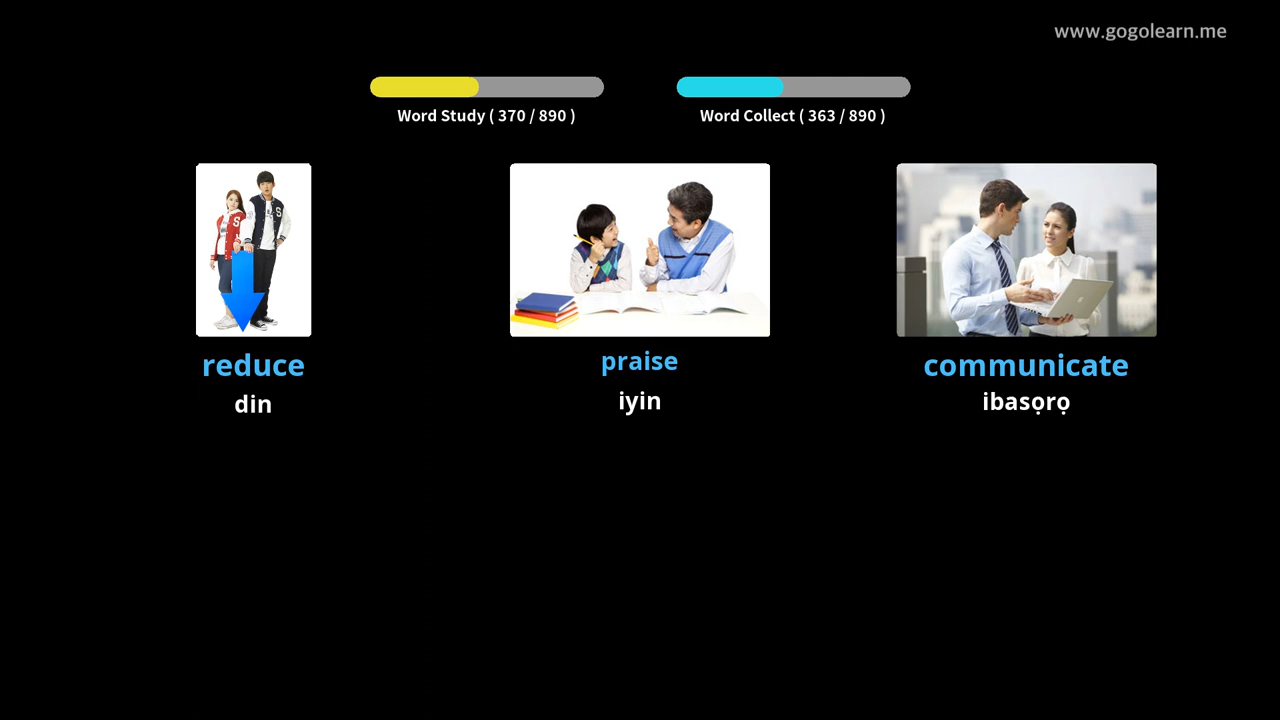 www.gogolearn.me
Word Study ( 370 / 890 )
Word Collect ( 363 / 890 )
reduce
din
praise
iyin
communicate
ibasọrọ